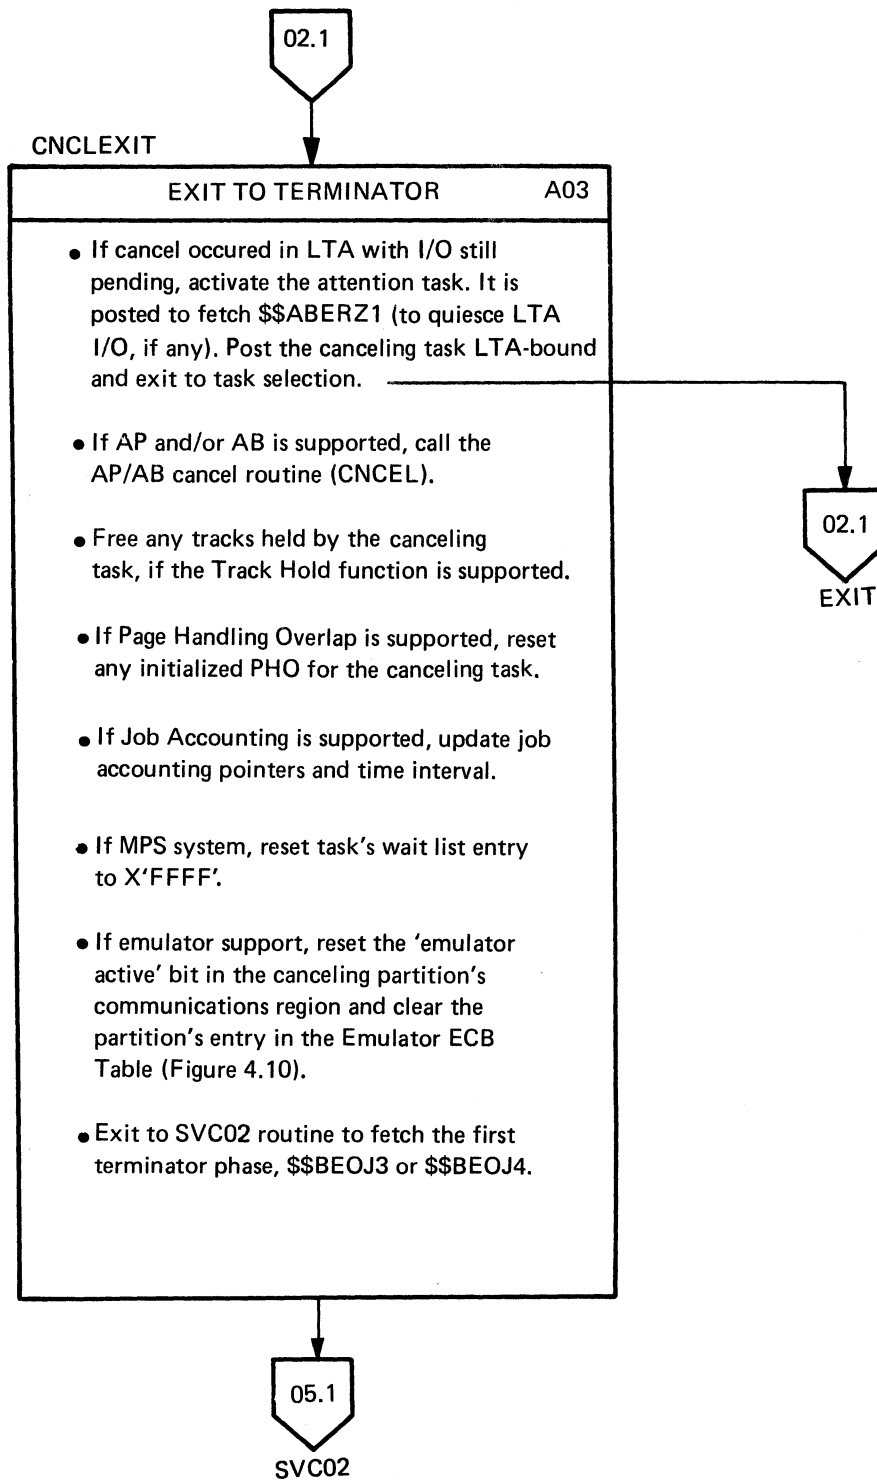 02.1
CNCLEXIT
EXIT TO TERMINATOR A03
• If cancel occured in LTA with I/O still
pending, activate the attention task. It is
posted to fetch $$ABERZ1 (to quiesce LTA
I/O, if any). Post the canceling task LTA-bound
and exit to task selection.
• If AP and/or AB is supported, call the
AP/AB cancel routine (CNCEL).
02.1
EXIT
• Free any tracks held by the canceling
task, if the Track Hold function is supported.
• If Page Handling Overlap is supported, reset
any initialized PHO for the canceling task.
• If Job Accounting is supported, update job
accounting pointers and time interval.
• If MPS system, reset task's wait list entry
to X'FFFF'.
• If emulator support, reset the 'emulator
active' bit in the canceling partition's
communications region and clear the
partition's entry in the Emulator ECB
Table (Figure 4.10).
• Exit to SVC02 routine to fetch the first
terminator phase, $$BEOJ3 or $$BEOJ4.
05.1
SVC02